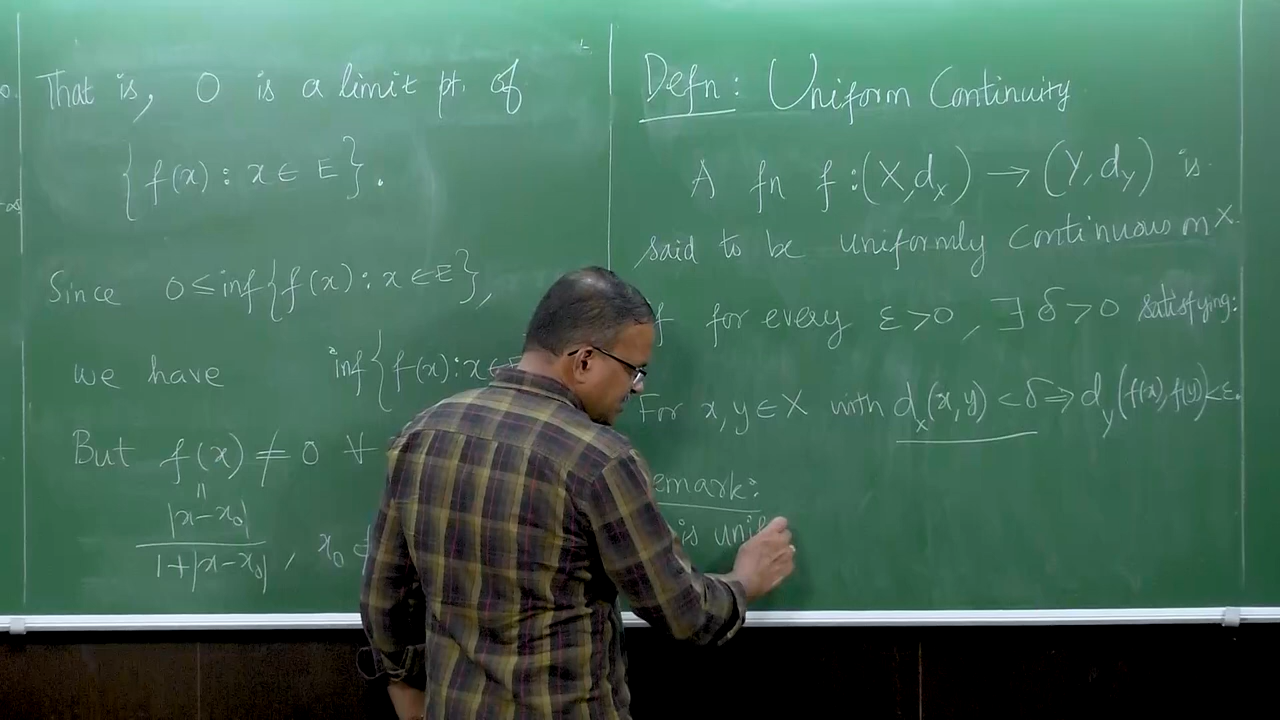 That is, 0 is a limit pt. of
{f(x) : x ∈ E}.
Since 0 ≤ inf{f(x) : x ∈ E},
we have inf{f(x) : x ∈
But f(x) ≠ 0 ∀
=
|x-x₀|
1+|x-x₀| , x₀
Defn: Uniform Continuity
A fn f : (X, dₓ) → (Y, d_y) is
said to be uniformly continuous on X
f for every ε>0, ∃ δ>0 satisfying:
For x, y ∈ X with dₓ(x,y) < δ ⇒ d_y(f(x), f(y)) < ε.
emark:
is unif